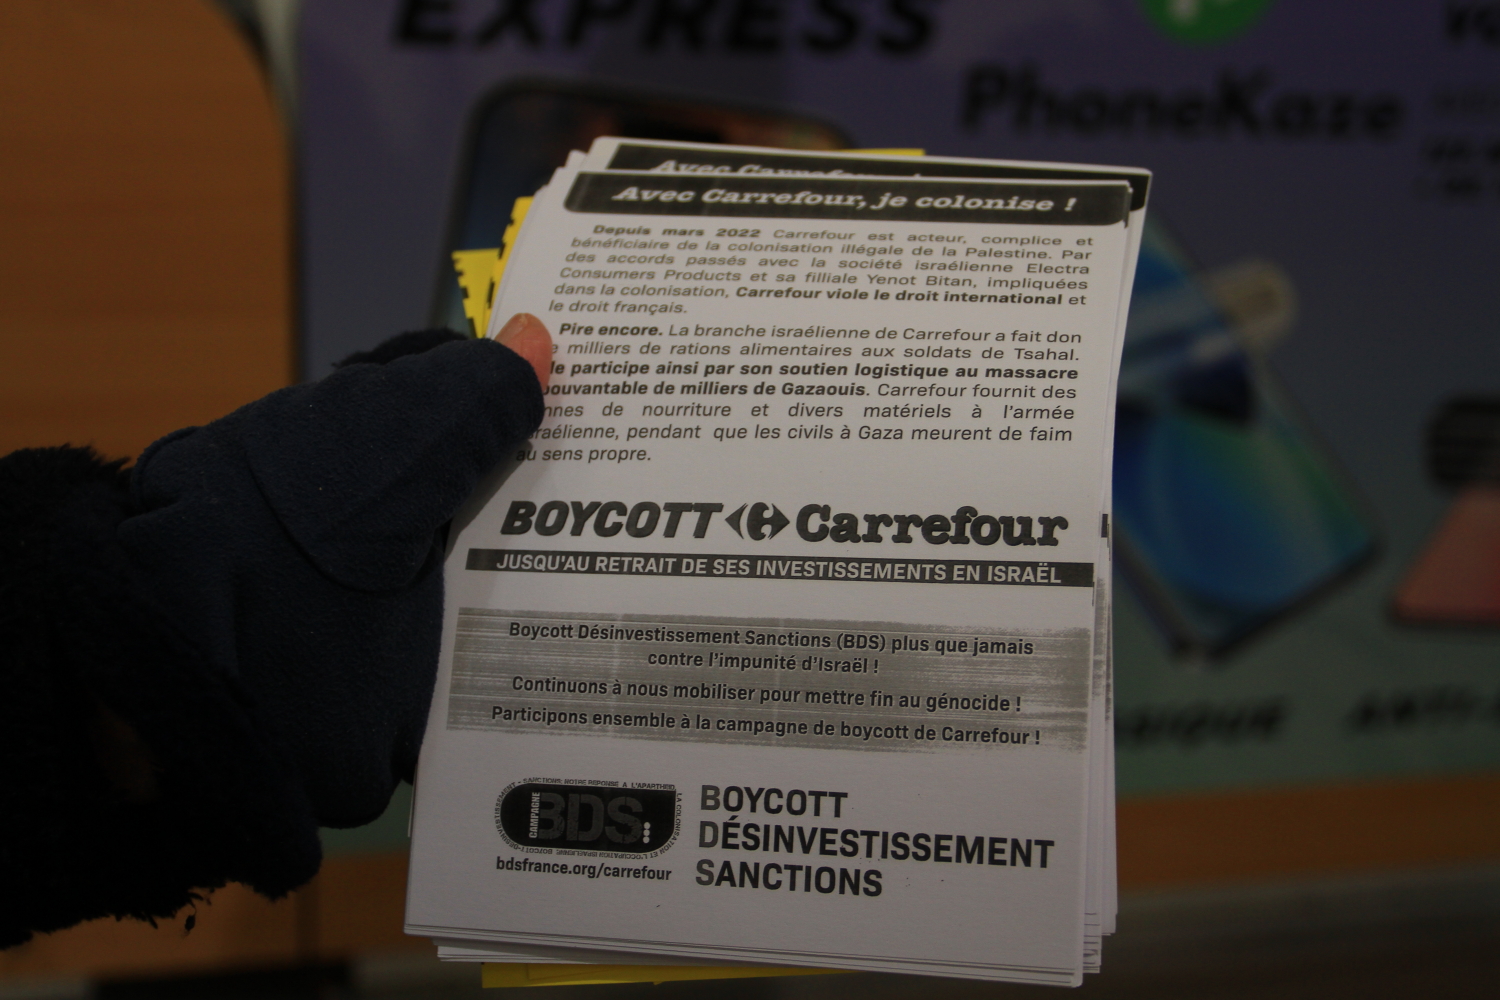 EXPRESS
PhoneKaze
Avec Carrefour, je colonise !
Depuis mars 2022 Carrefour est acteur, complice et
bénéficiaire de la colonisation illégale de la Palestine. Par
des accords passés avec la société israélienne Electra
Consumers Products et sa filliale Yenot Bitan, impliquées
dans la colonisation, Carrefour viole le droit international et
le droit français.
Pire encore. La branche israélienne de Carrefour a fait don
milliers de rations alimentaires aux soldats de Tsahal.
participe ainsi par son soutien logistique au massacre
de milliers de Gazaouis. Carrefour fournit des
de nourriture et divers matériels à l'armée
pendant que les civils à Gaza meurent de faim
au sens propre.
BOYCOTT Carrefour
JUSQU'AU RETRAIT DE SES INVESTISSEMENTS EN ISRAËL
Boycott Désinvestissement Sanctions (BDS) plus que jamais
contre l'impunité d'Israël !
Continuons à nous mobiliser pour mettre fin au génocide !
Participons ensemble à la campagne de boycott de Carrefour !
CAMPAGNE BDS
bdsfrance.org/carrefour
BOYCOTT
DÉSINVESTISSEMENT
SANCTIONS